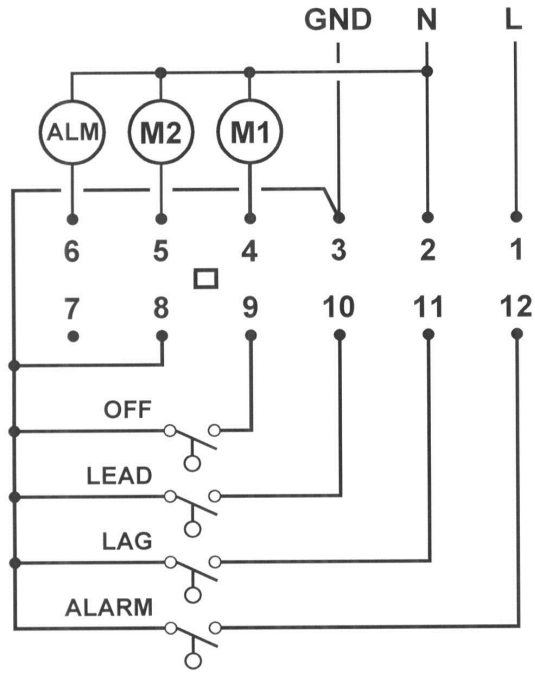 GND N L
ALM M2 M1
6 5 4 3 2 1
7 8 9 10 11 12
OFF
LEAD
LAG
ALARM